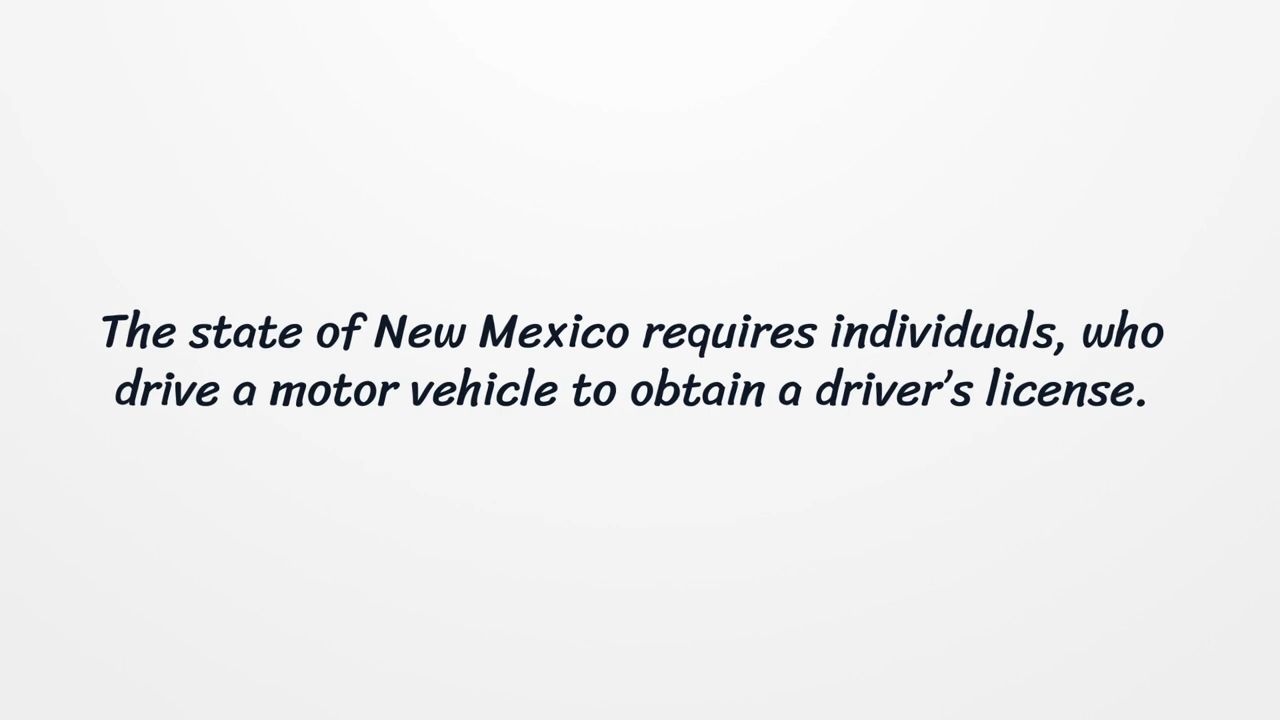 The state of New Mexico requires individuals, who
drive a motor vehicle to obtain a driver’s license.